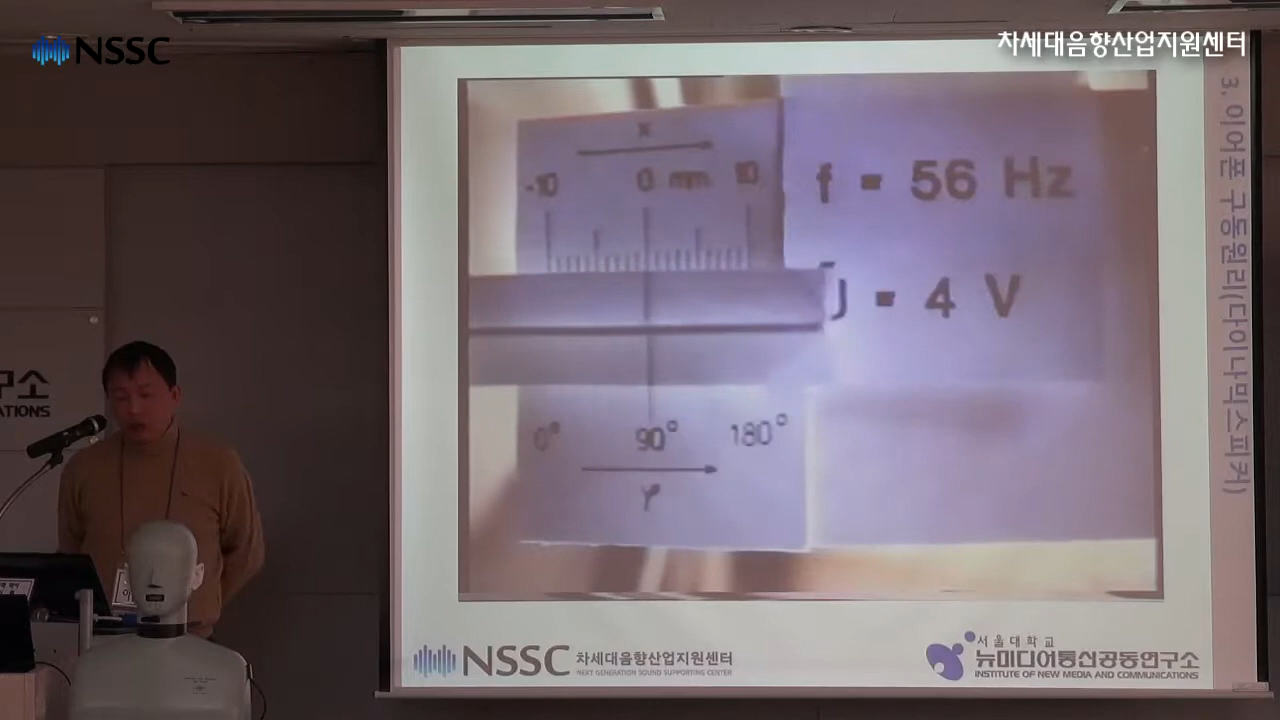 NSSC
차세대음향산업지원센터
3. 이어폰 구동원리(다이나믹스피커)
x
-10 0 mm 10
f = 56 Hz
= 4 V
0° 90° 180°
φ
구소
ATIONS
NSSC 차세대음향산업지원센터
NEXT GENERATION SOUND SUPPORTING CENTER
서울대학교
뉴미디어통신공동연구소
INSTITUTE OF NEW MEDIA AND COMMUNICATIONS